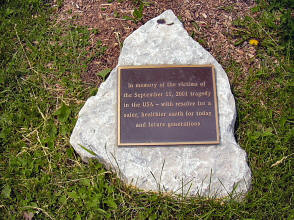 In memory of the victims of
the September 11, 2001 tragedy
in the USA – with resolve for a
safer, healthier earth for today
and future generations